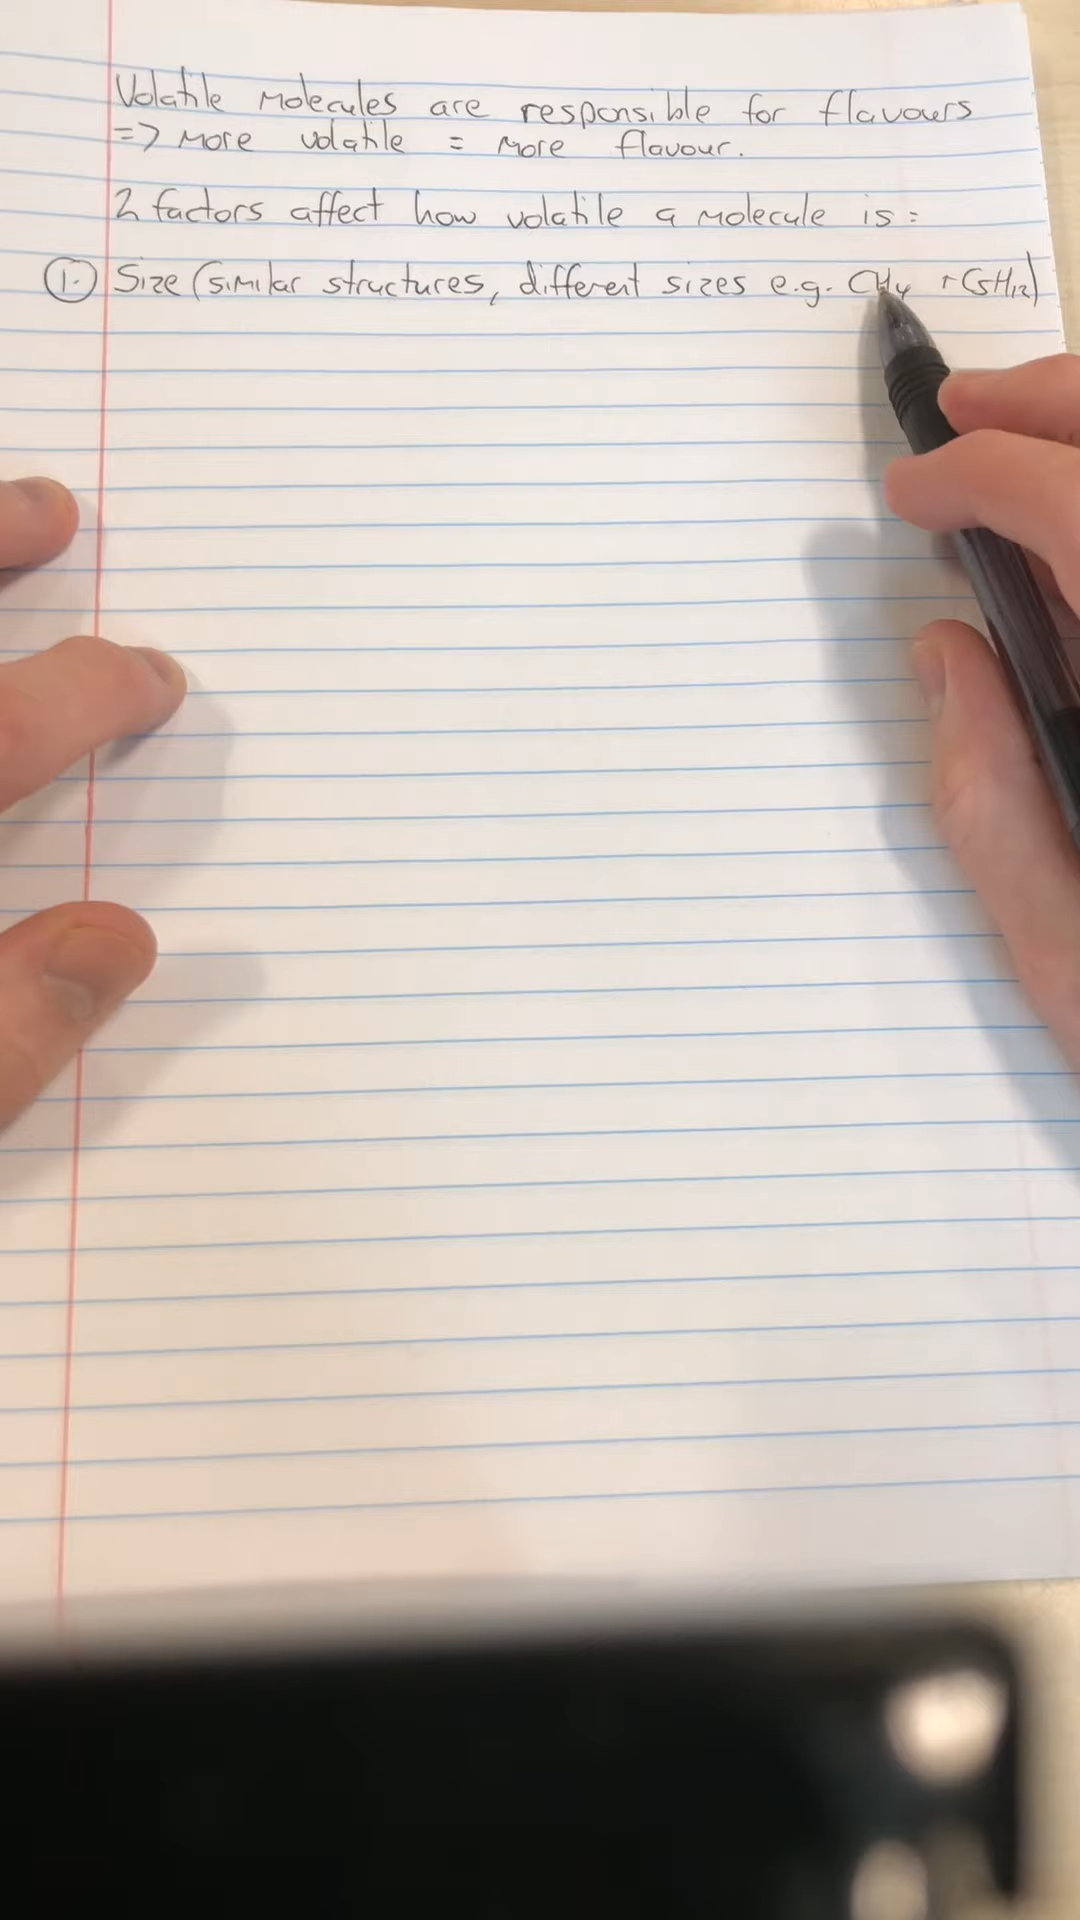 Volatile molecules are responsible for flavours
=> More volatile = more flavour.
2 factors affect how volatile a molecule is:
1. Size (similar structures, different sizes e.g. CH4 + C5H12)